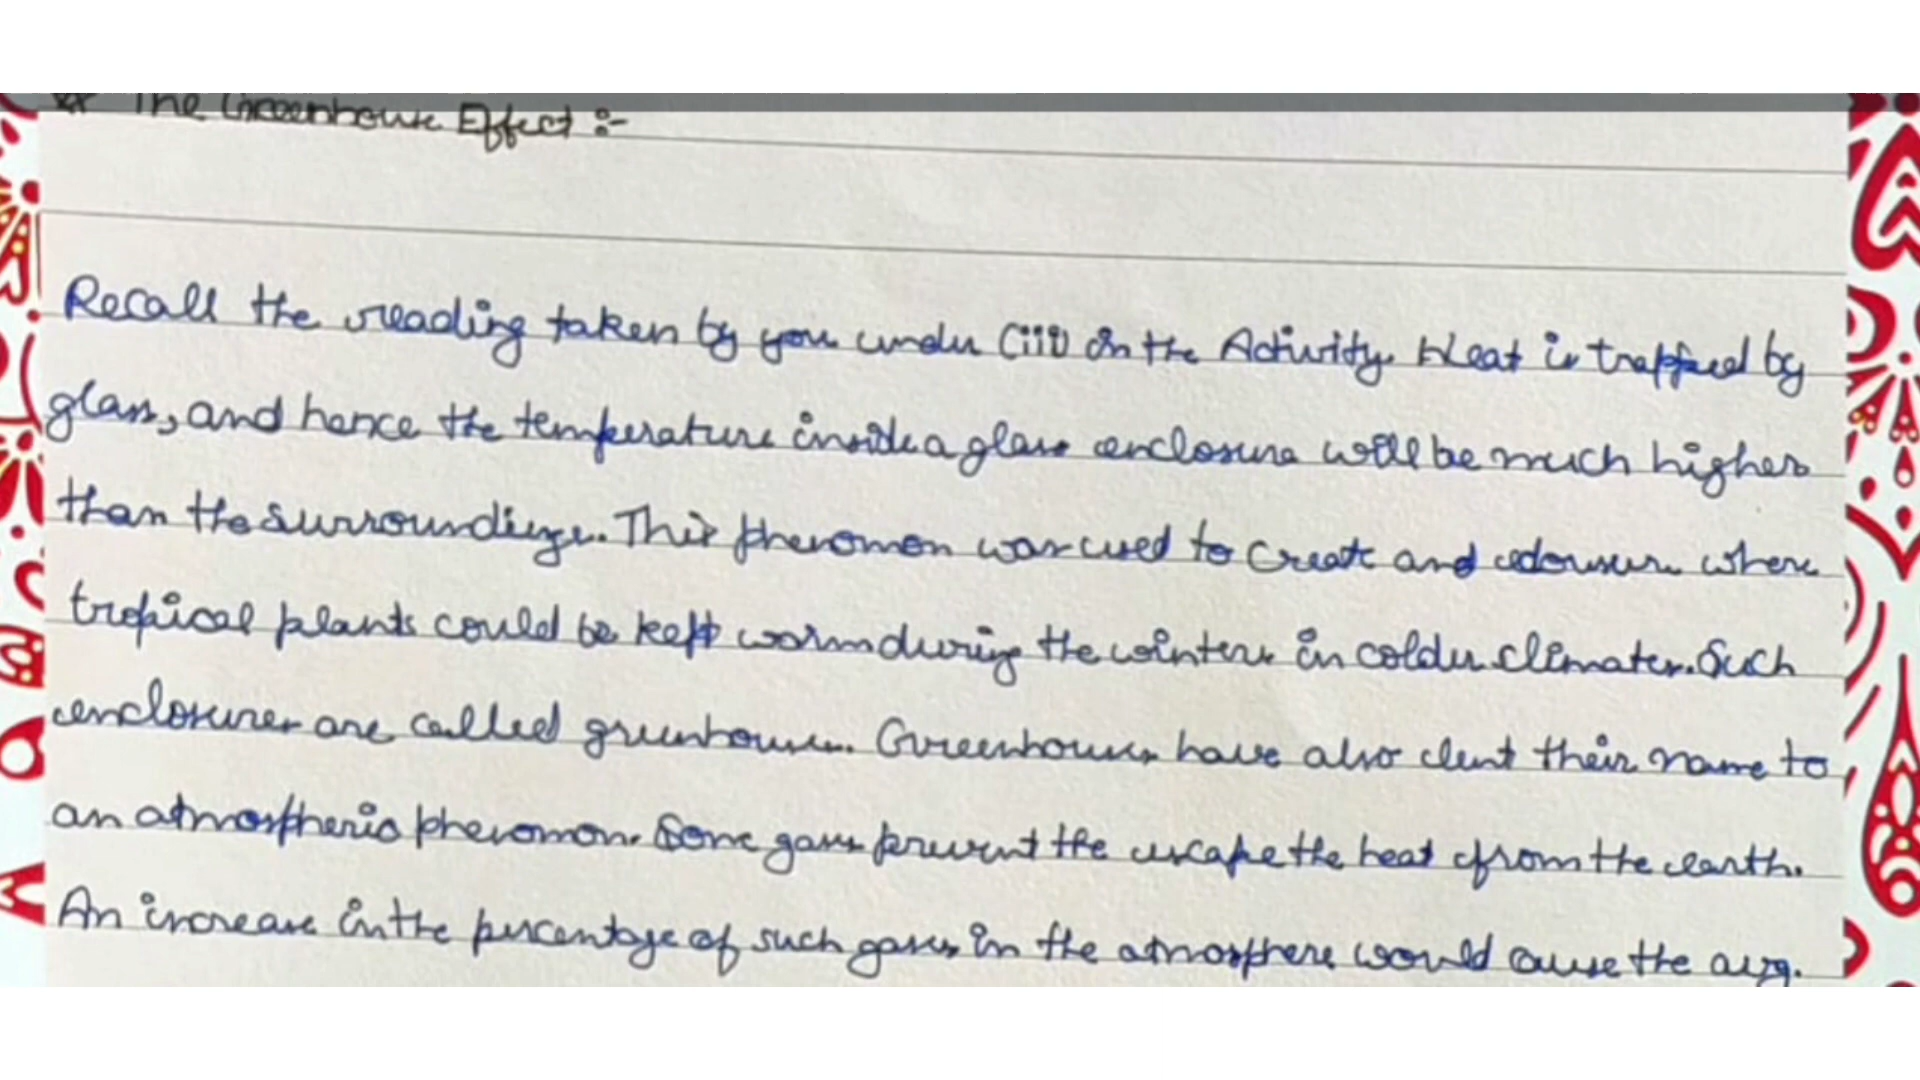 The Greenhouse Effect :-
Recall the reading taken by you under (iii) in the Activity. Heat is trapped by
glass, and hence the temperature inside a glass enclosure will be much higher
than the surroundings. This phenomon was used to create and where
tropical plants could be kept warm during the winters in colder climates. Such
enclosures are called greenhouses. Greenhouses have also lent their name to
an atmospheric phenomon. Some gases prevent the escape the heat from the earth.
An increase in the percentage of such gases in the atmosphere would cause the avg.